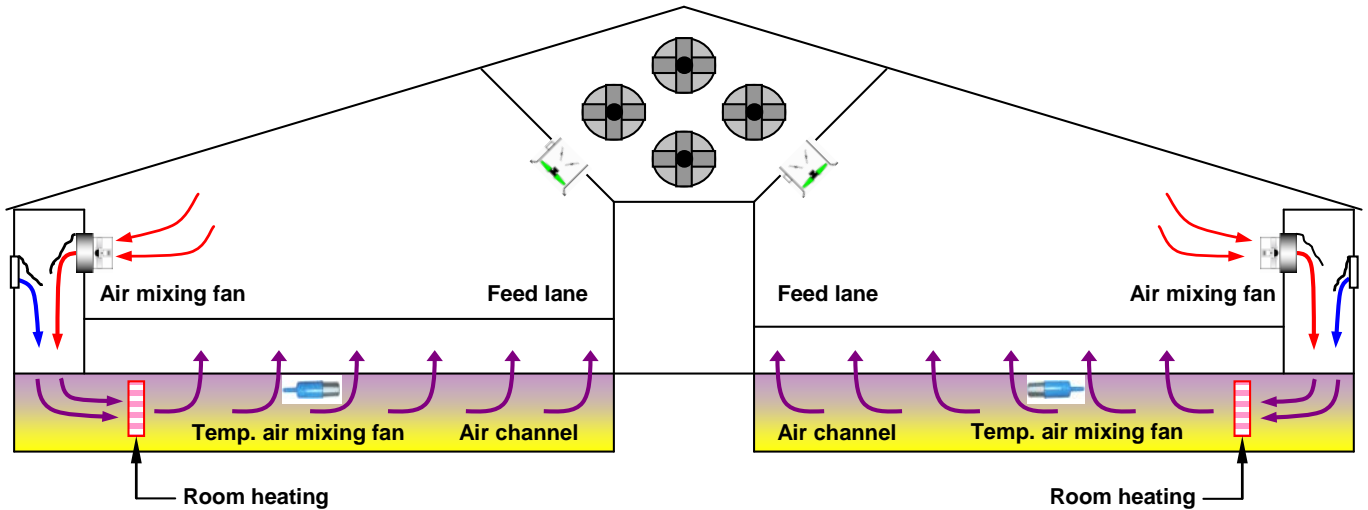 Air mixing fan
Feed lane
Feed lane
Air mixing fan
Temp. air mixing fan
Air channel
Air channel
Temp. air mixing fan
Room heating
Room heating